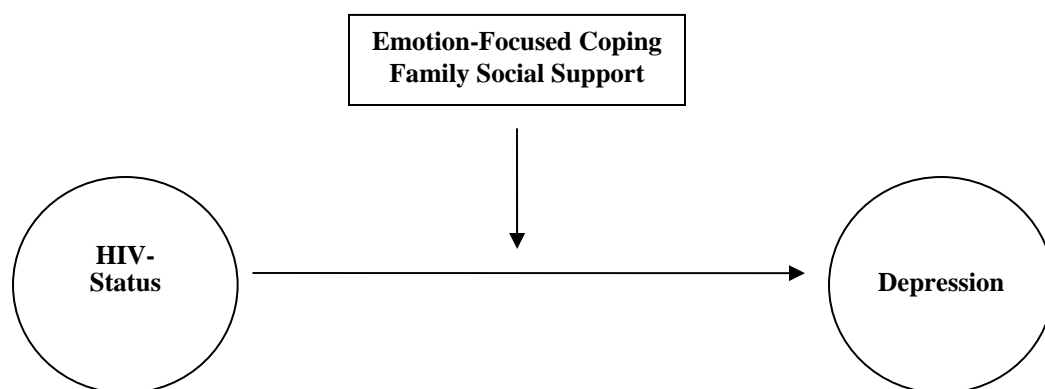 Emotion-Focused Coping
Family Social Support
HIV-
Status
Depression